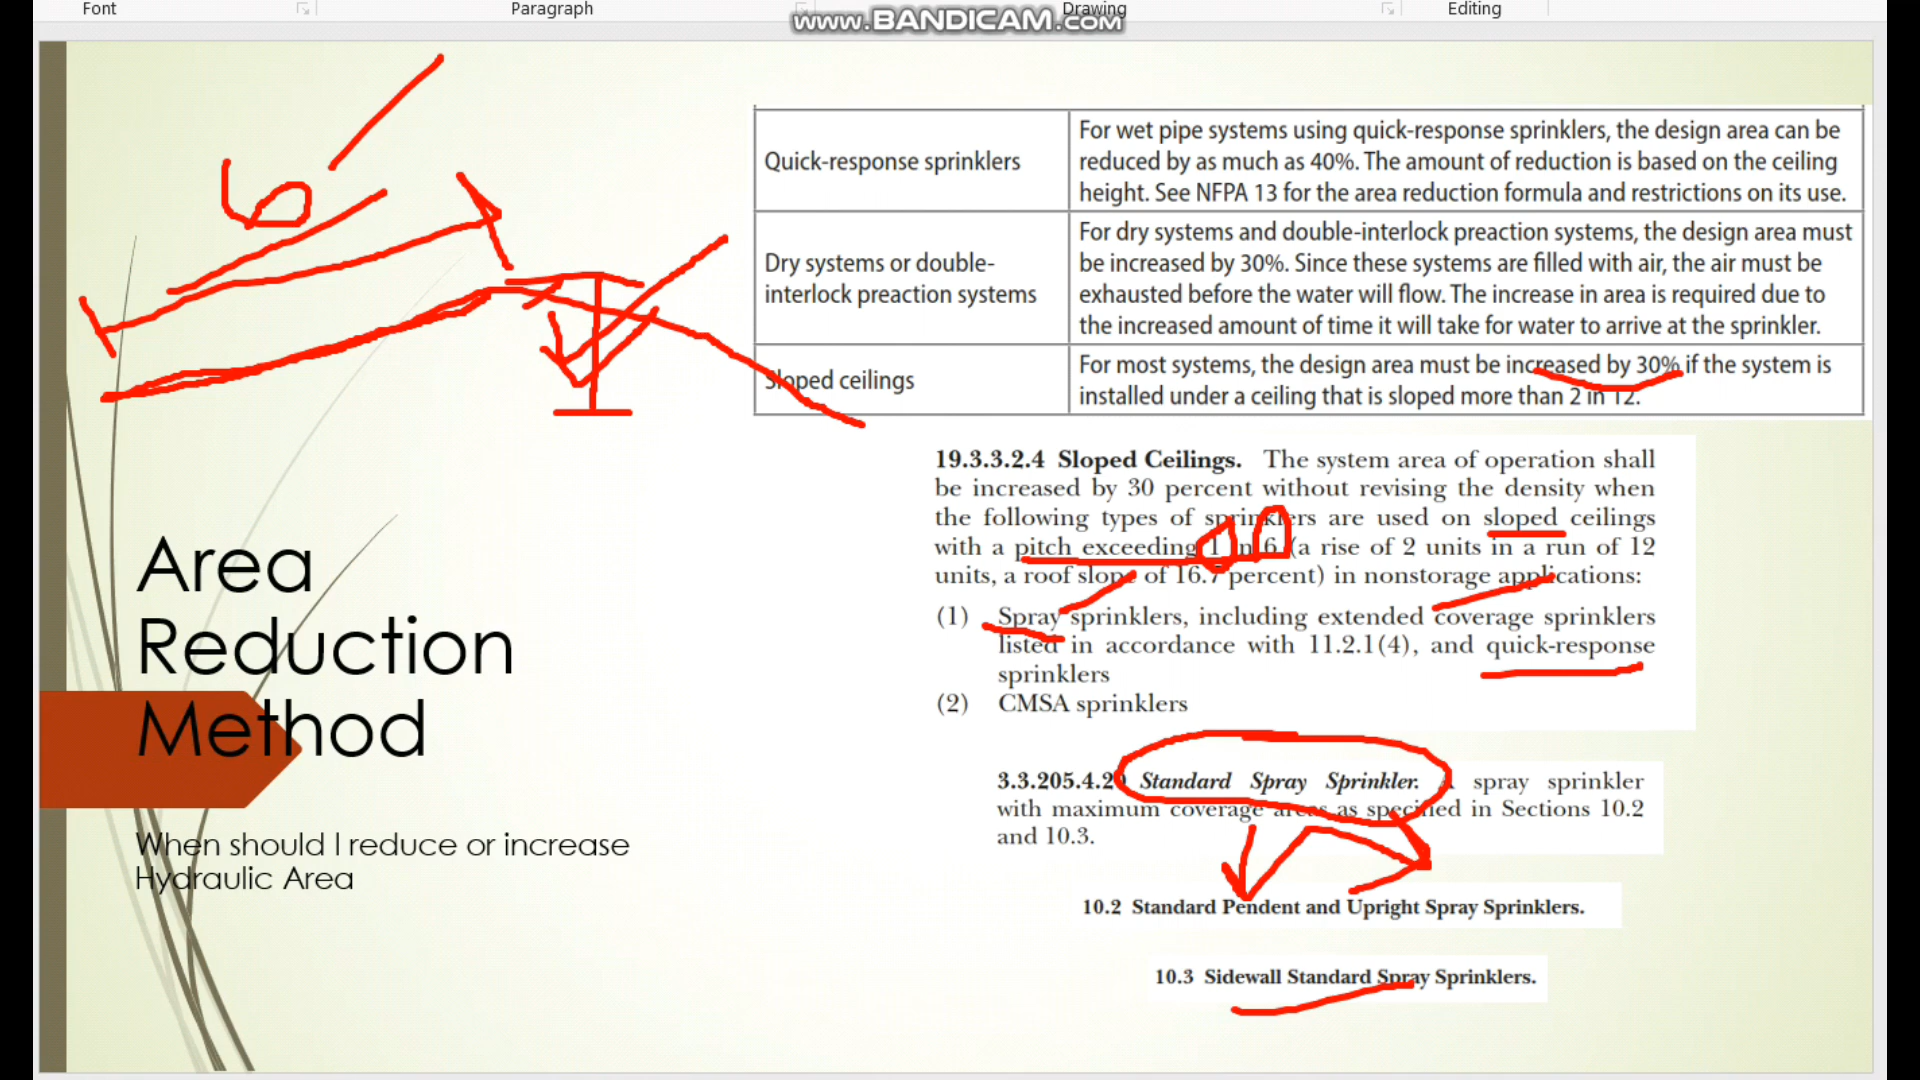 Font
Paragraph
Drawing
Editing
www.BANDICAM.com
6
Quick-response sprinklers
For wet pipe systems using quick-response sprinklers, the design area can be
reduced by as much as 40%. The amount of reduction is based on the ceiling
height. See NFPA 13 for the area reduction formula and restrictions on its use.
Dry systems or double-
interlock preaction systems
For dry systems and double-interlock preaction systems, the design area must
be increased by 30%. Since these systems are filled with air, the air must be
exhausted before the water will flow. The increase in area is required due to
the increased amount of time it will take for water to arrive at the sprinkler.
Sloped ceilings
For most systems, the design area must be increased by 30% if the system is
installed under a ceiling that is sloped more than 2 in 12.
19.3.3.2.4 Sloped Ceilings. The system area of operation shall
be increased by 30 percent without revising the density when
the following types of sprinklers are used on sloped ceilings
with a pitch exceeding 1 in 6 (a rise of 2 units in a run of 12
units, a roof slope of 16.7 percent) in nonstorage applications:
(1) Spray sprinklers, including extended coverage sprinklers
listed in accordance with 11.2.1(4), and quick-response
sprinklers
(2) CMSA sprinklers
3.3.205.4.20 Standard Spray Sprinkler. A spray sprinkler
with maximum coverage areas as specified in Sections 10.2
and 10.3.
10.2 Standard Pendent and Upright Spray Sprinklers.
10.3 Sidewall Standard Spray Sprinklers.
Area
Reduction
Method
When should I reduce or increase
Hydraulic Area